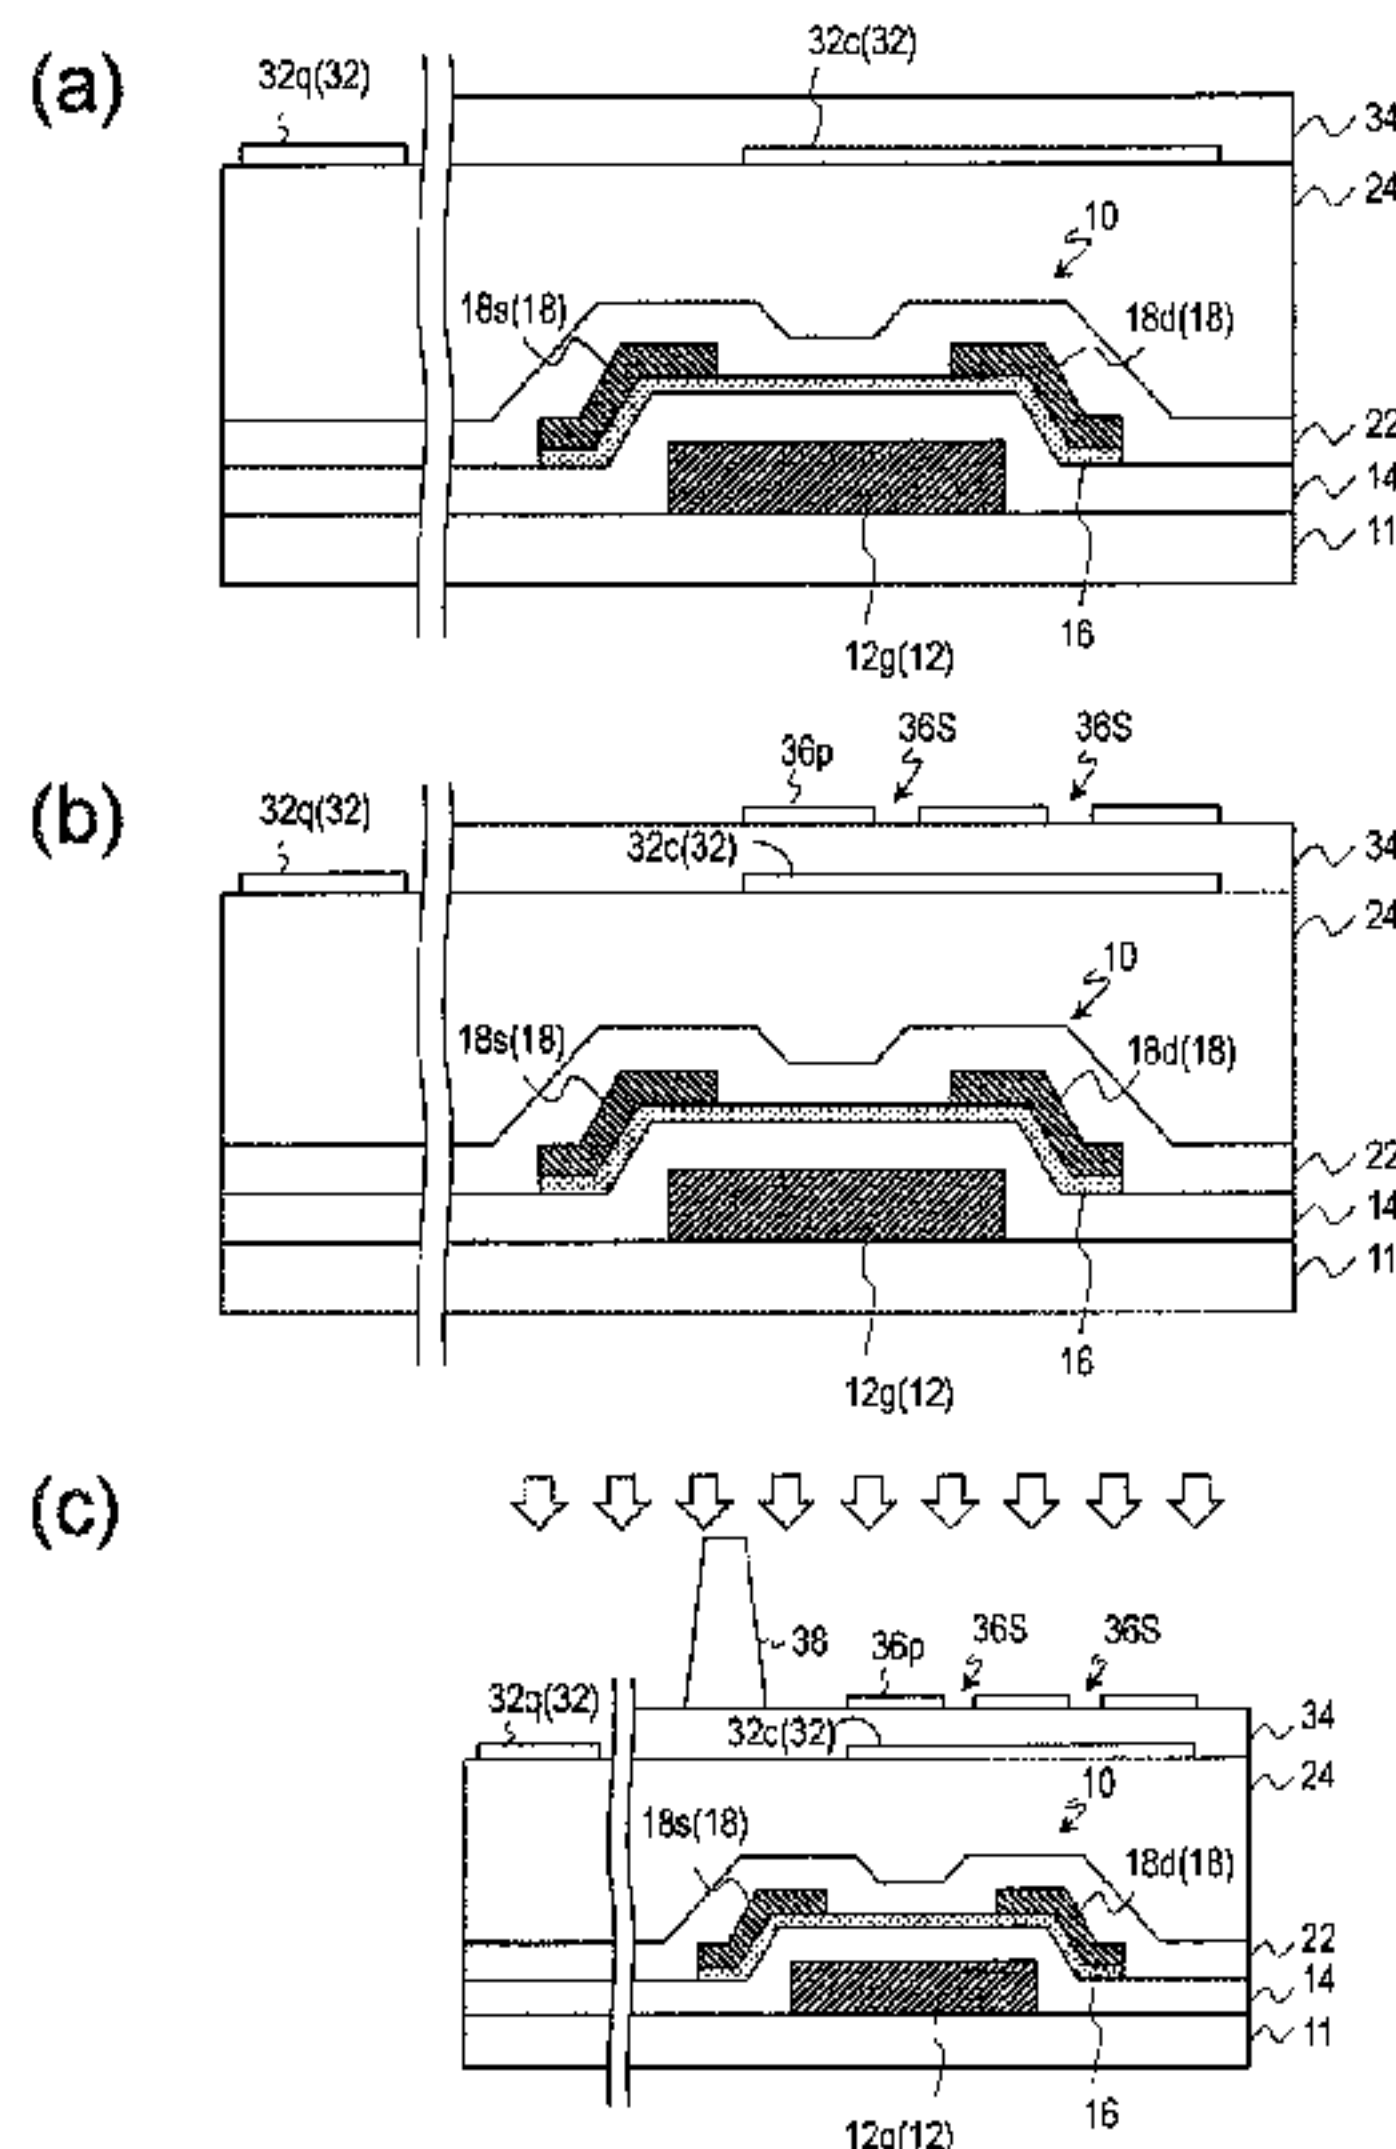 (a)
32q(32)
32c(32)
34
24
10
18s(18)
18d(18)
22
14
11
16
12g(12)
(b)
36p
36S
36S
32q(32)
32c(32)
34
24
10
18s(18)
18d(18)
22
14
11
16
12g(12)
(c)
38
36p
36S
36S
32q(32)
32c(32)
34
24
10
18s(18)
18d(18)
22
14
11
16
12g(12)